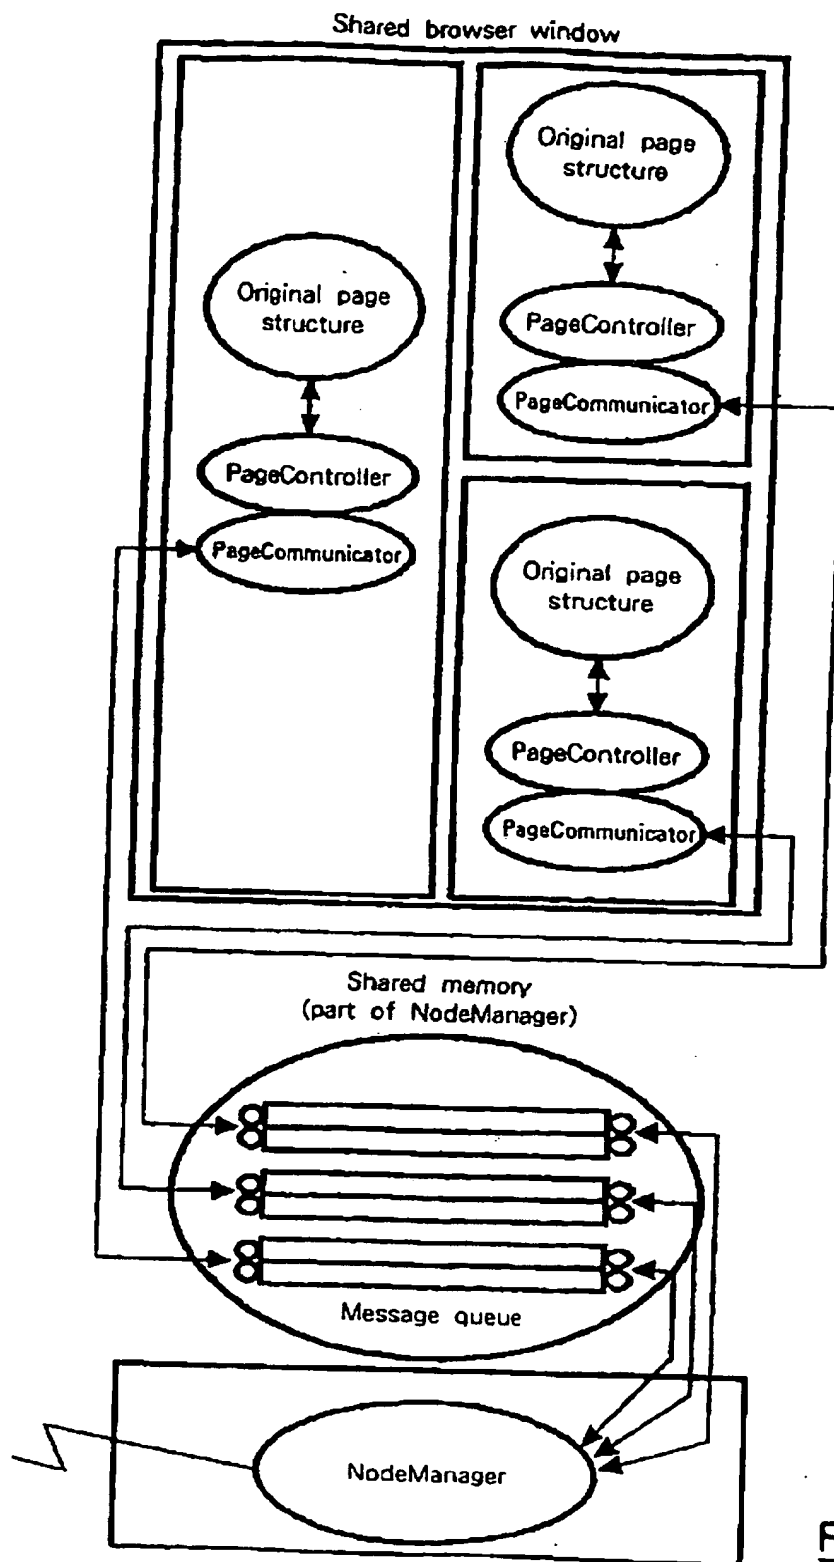 Shared browser window
Original page
structure
PageController
PageCommunicator
Original page
structure
PageController
PageCommunicator
Original page
structure
PageController
PageCommunicator
Shared memory
(part of NodeManager)
Message queue
NodeManager